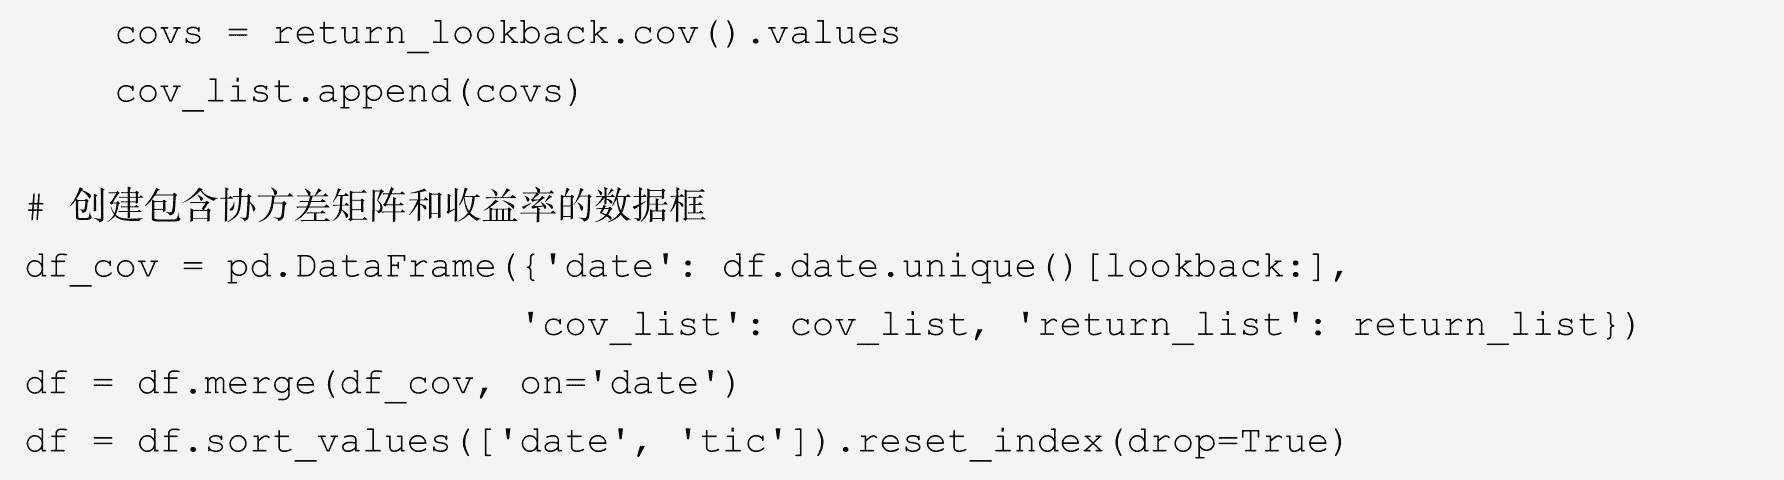 covs = return_lookback.cov().values
    cov_list.append(covs)

# 创建包含协方差矩阵和收益率的数据框
df_cov = pd.DataFrame({'date': df.date.unique()[lookback:],
                      'cov_list': cov_list, 'return_list': return_list})
df = df.merge(df_cov, on='date')
df = df.sort_values(['date', 'tic']).reset_index(drop=True)